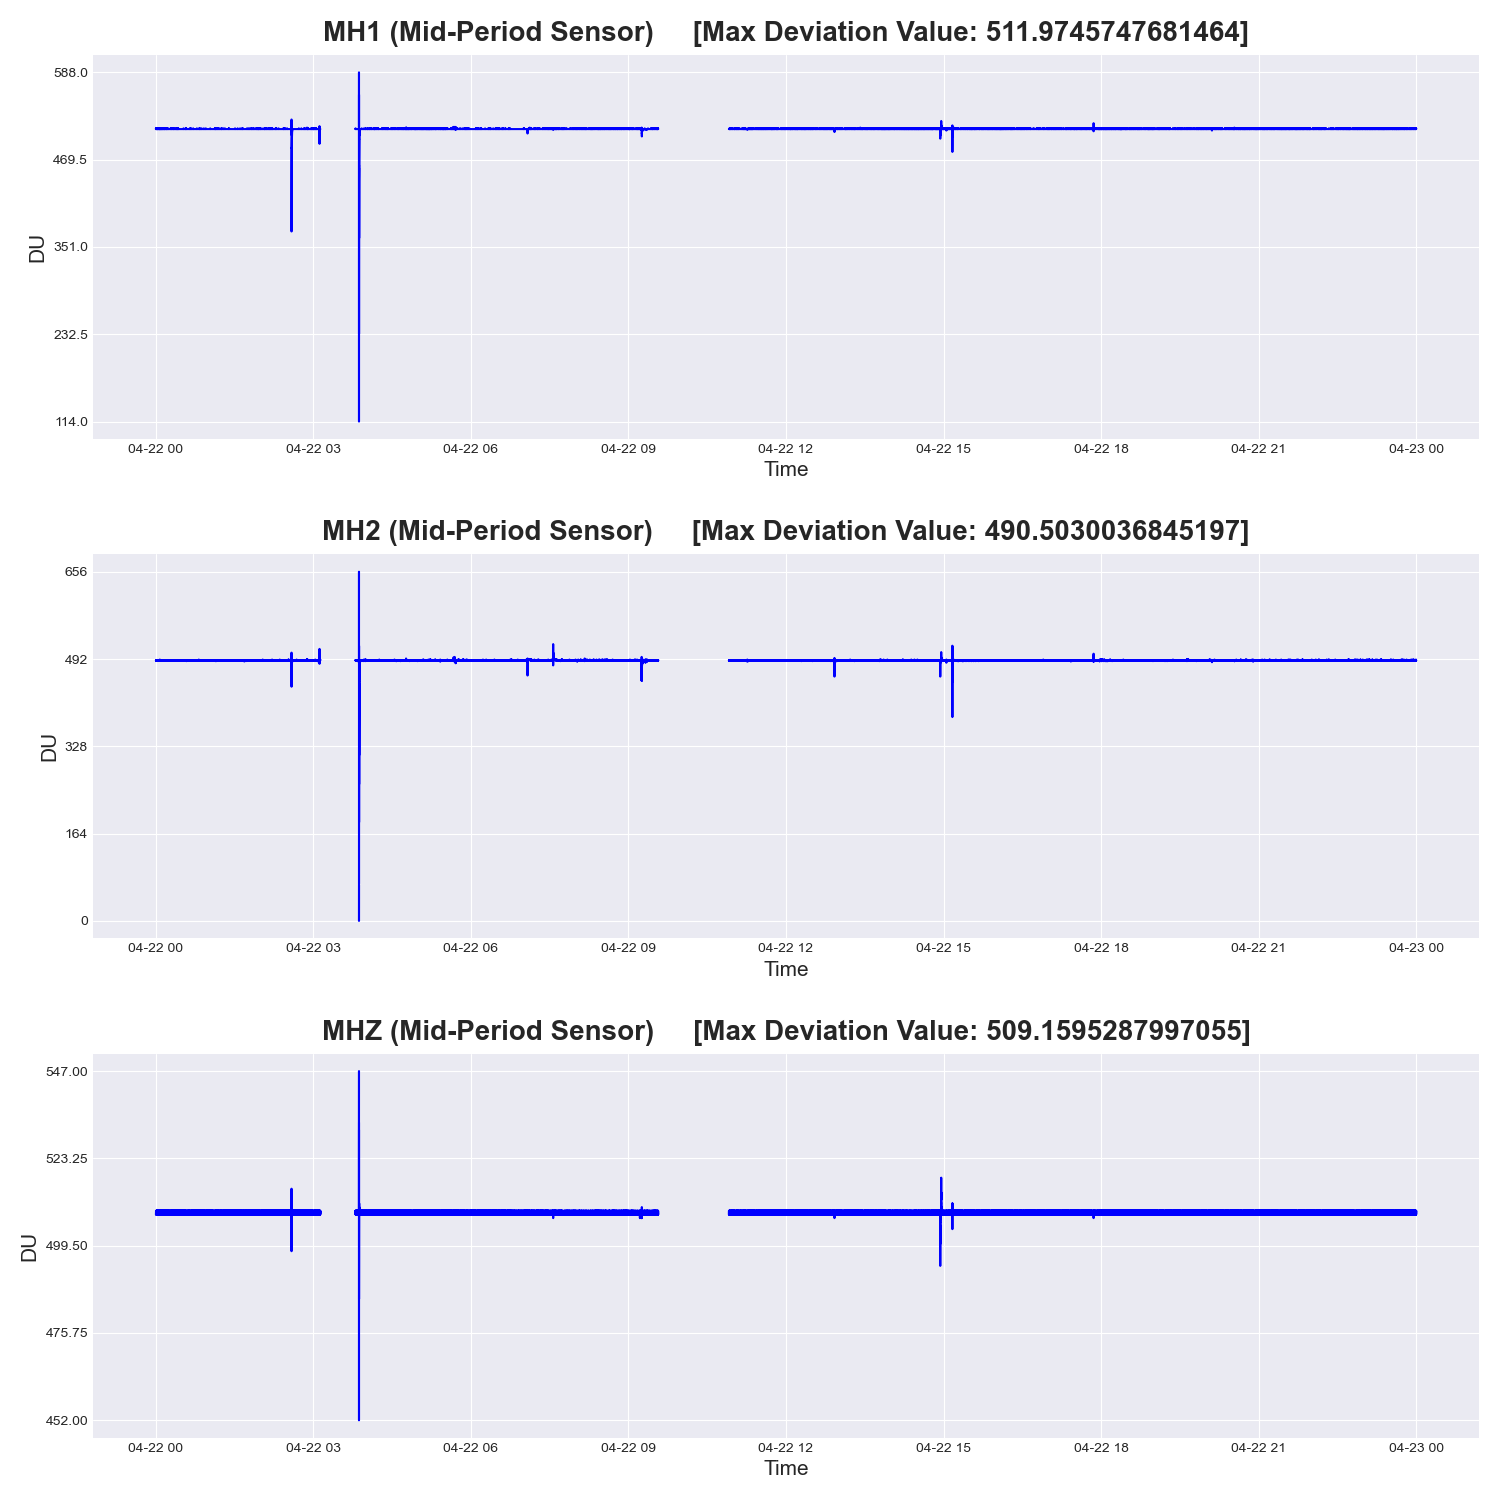 MH1 (Mid-Period Sensor) [Max Deviation Value: 511.9745747681464]
588.0
469.5
351.0
232.5
114.0
DU
04-22 00 04-22 03 04-22 06 04-22 09 04-22 12 04-22 15 04-22 18 04-22 21 04-23 00
Time
MH2 (Mid-Period Sensor) [Max Deviation Value: 490.5030036845197]
656
492
328
164
0
DU
04-22 00 04-22 03 04-22 06 04-22 09 04-22 12 04-22 15 04-22 18 04-22 21 04-23 00
Time
MHZ (Mid-Period Sensor) [Max Deviation Value: 509.1595287997055]
547.00
523.25
499.50
475.75
452.00
DU
04-22 00 04-22 03 04-22 06 04-22 09 04-22 12 04-22 15 04-22 18 04-22 21 04-23 00
Time